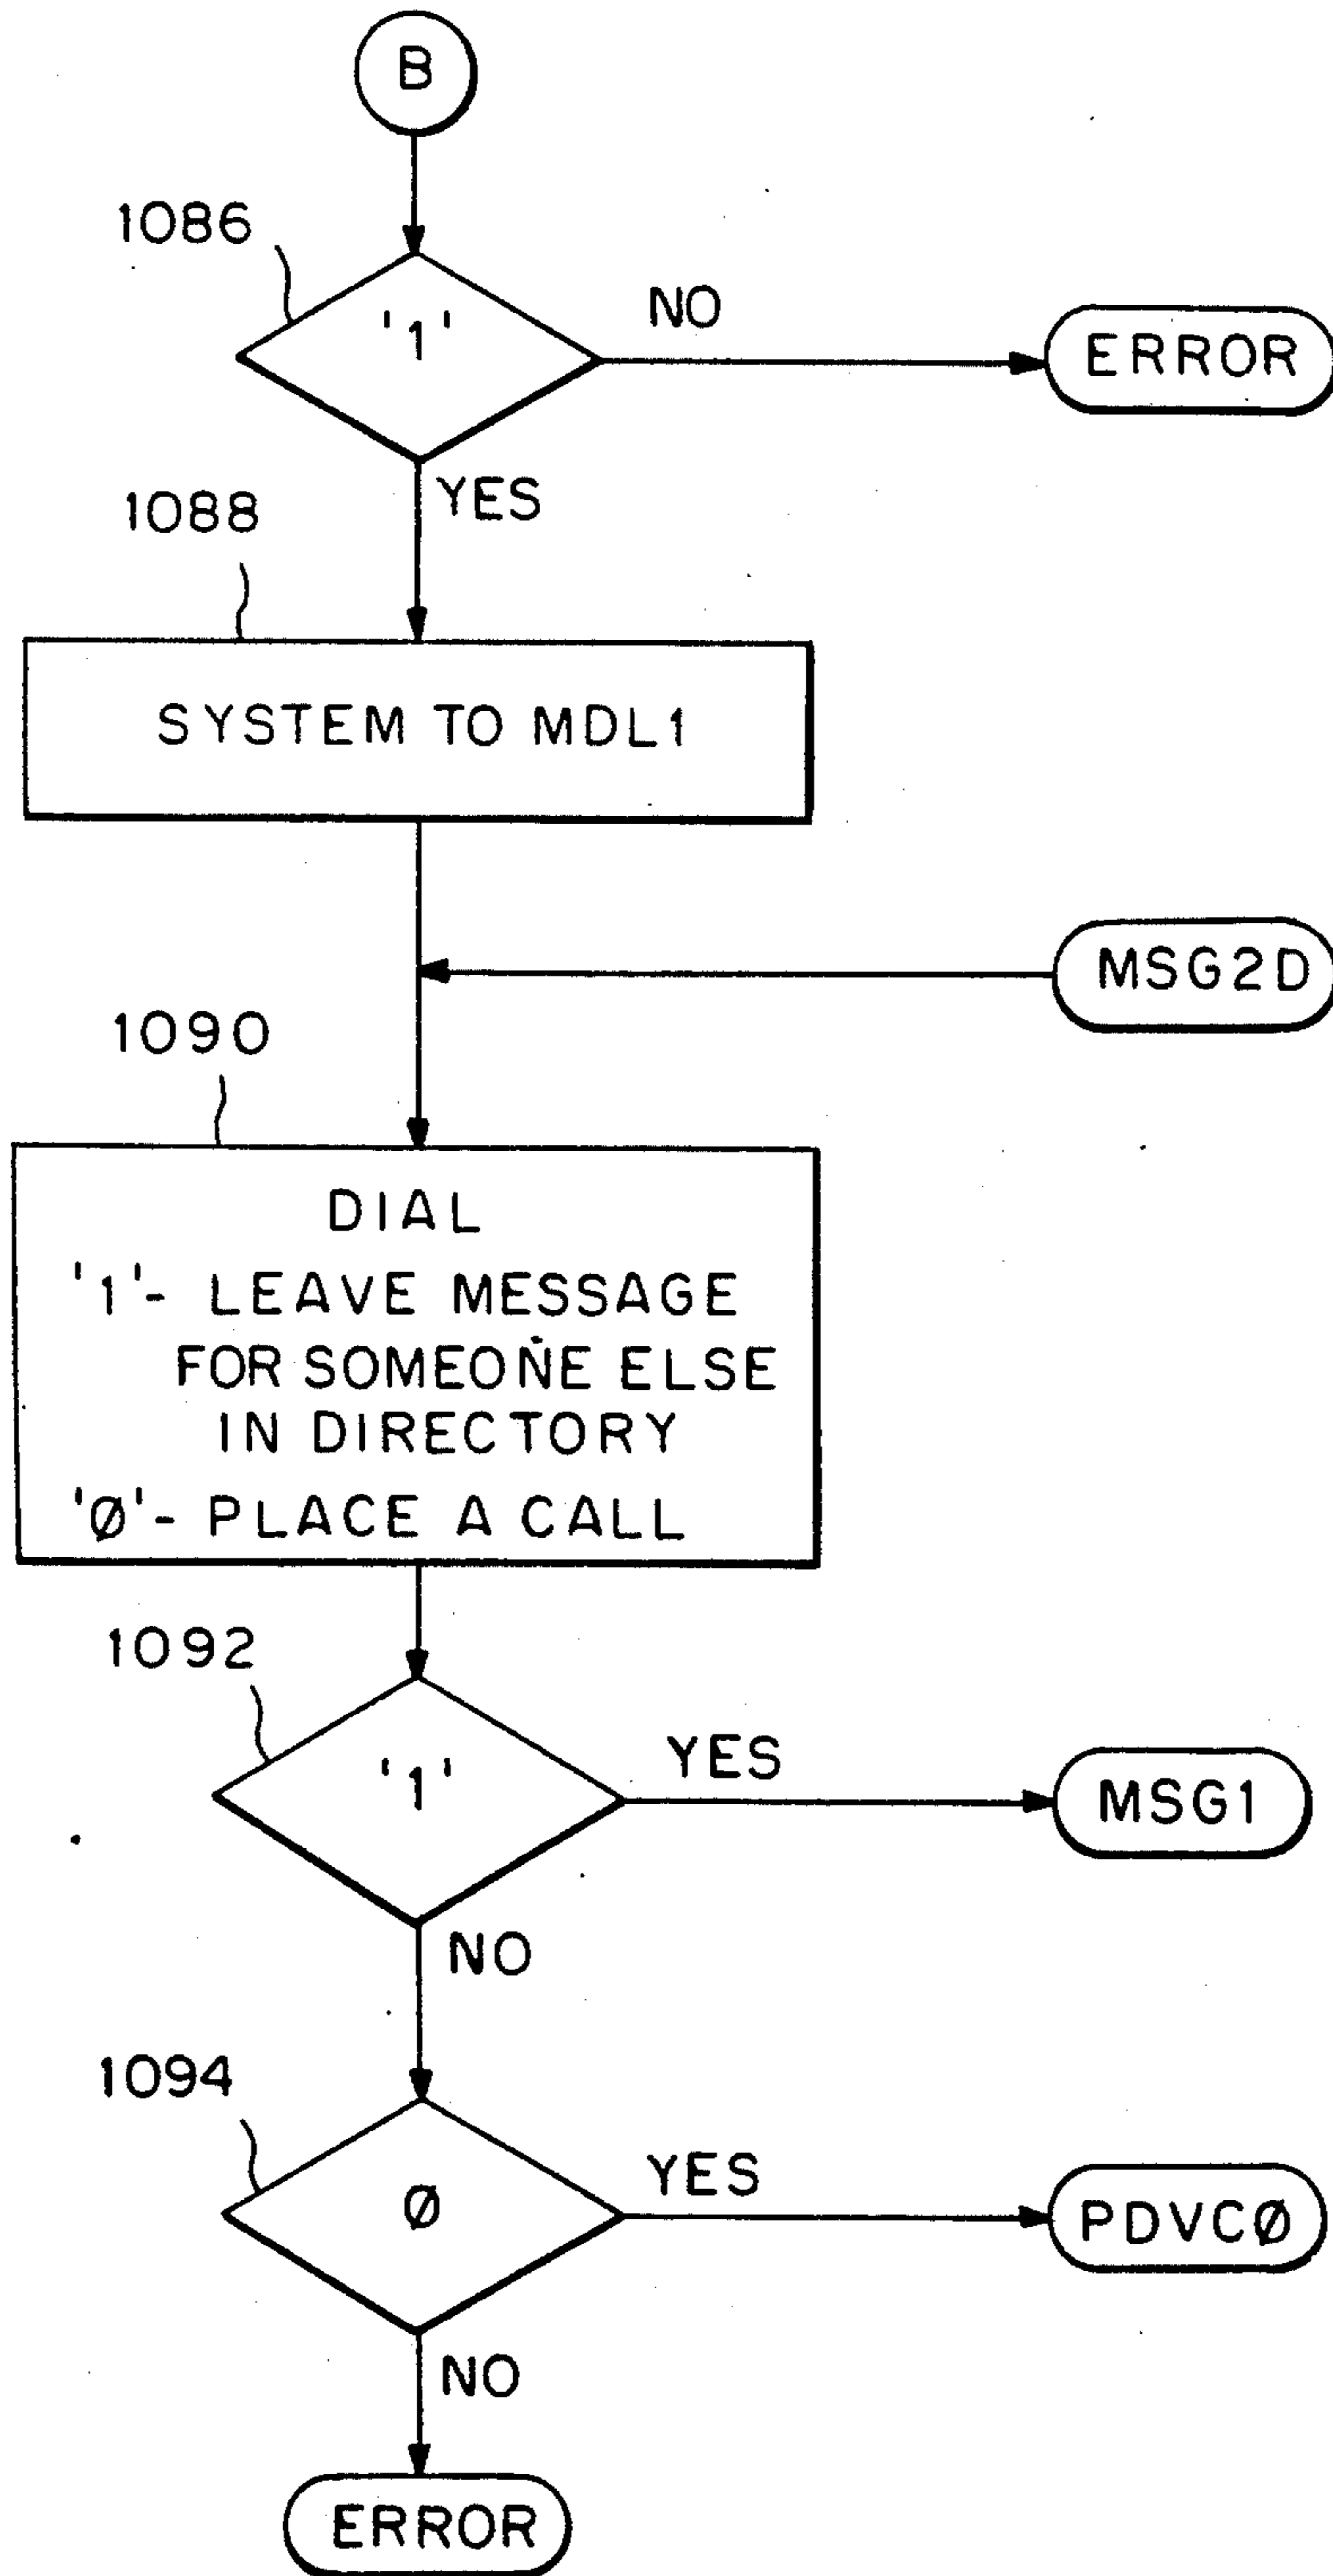 B
1086
'1'
NO
ERROR
YES
1088
SYSTEM TO MDL1
MSG2D
1090
DIAL
'1'- LEAVE MESSAGE
FOR SOMEONE ELSE
IN DIRECTORY
'Ø'- PLACE A CALL
1092
'1'
YES
MSG1
NO
1094
Ø
YES
PDVCØ
NO
ERROR